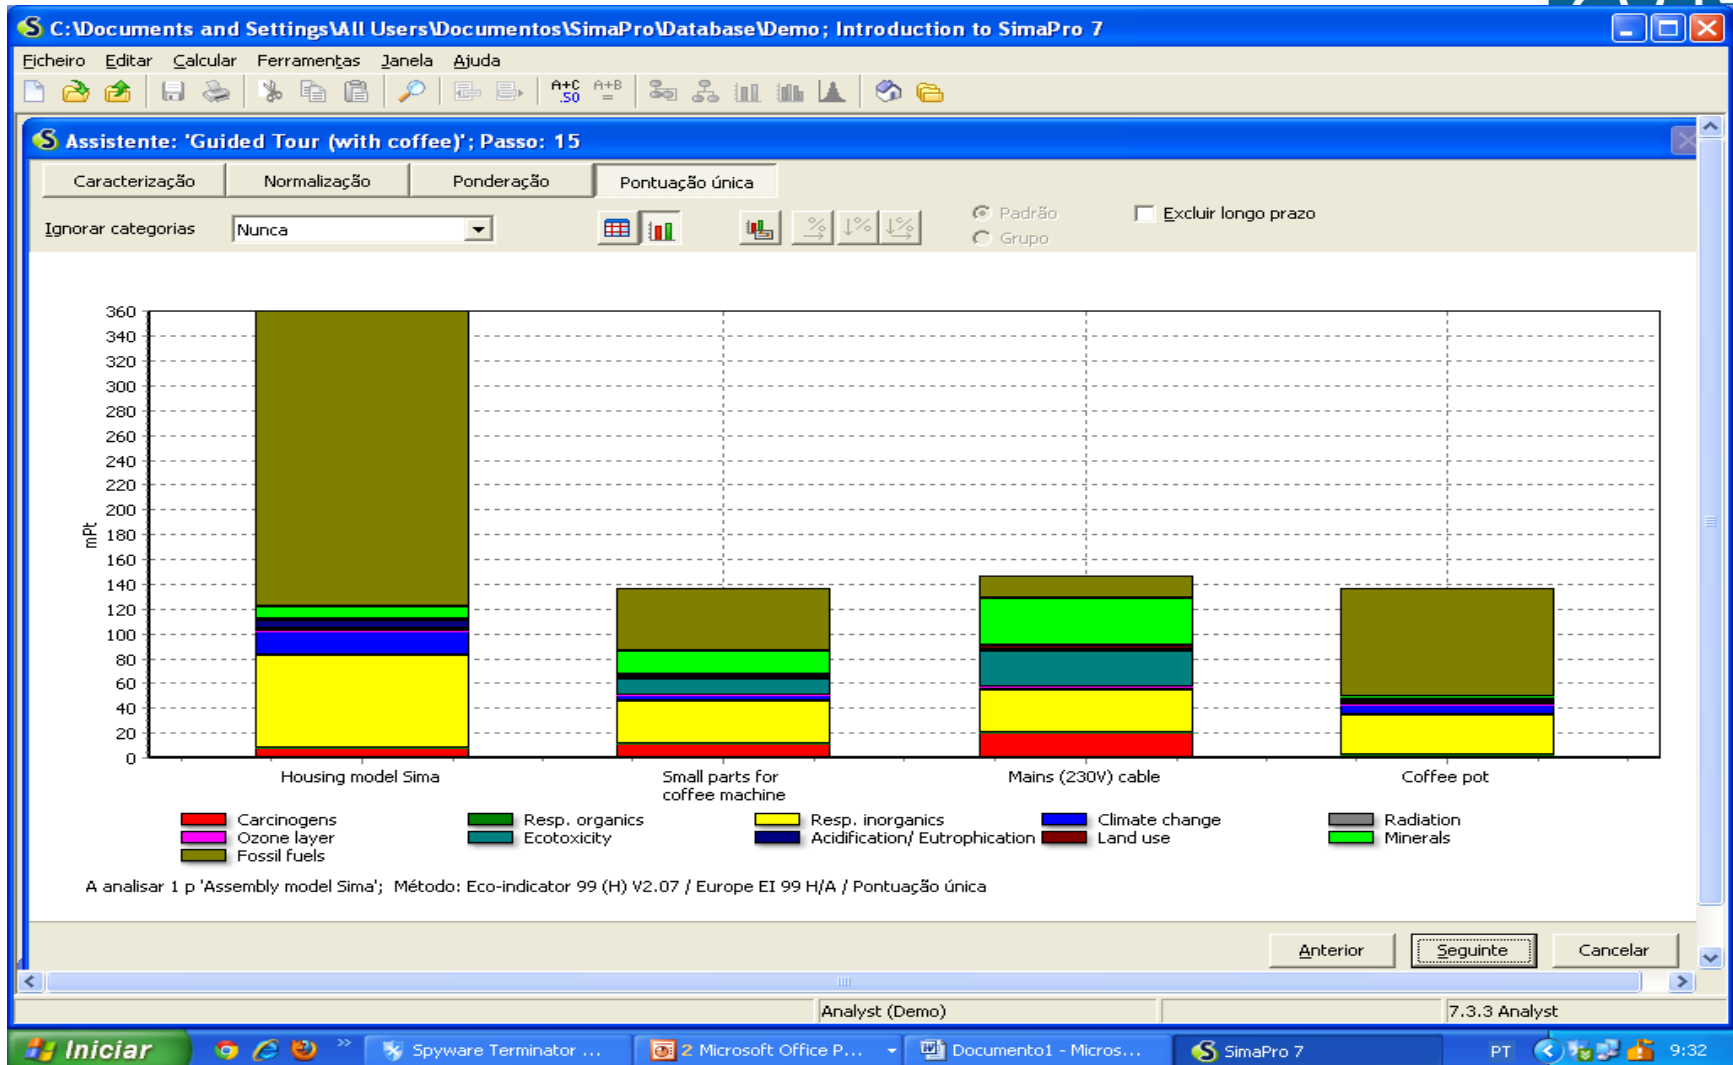 C:\Documents and Settings\All Users\Documentos\SimaPro\Database\Demo; Introduction to SimaPro 7
Ficheiro Editar Calcular Ferramentas Janela Ajuda
A+C .50 A+B =
Assistente: 'Guided Tour (with coffee)'; Passo: 15
Caracterização Normalização Ponderação Pontuação única
Ignorar categorias Nunca Padrão Excluir longo prazo
Grupo
360
340
320
300
280
260
240
220
200
mPt
180
160
140
120
100
80
60
40
20
0
Housing model Sima Small parts for coffee machine Mains (230V) cable Coffee pot
Carcinogens Resp. organics Resp. inorganics Climate change Radiation
Ozone layer Ecotoxicity Acidification/ Eutrophication Land use Minerals
Fossil fuels
A analisar 1 p 'Assembly model Sima'; Método: Eco-indicator 99 (H) V2.07 / Europe EI 99 H/A / Pontuação única
Anterior Seguinte Cancelar
Analyst (Demo) 7.3.3 Analyst
Iniciar Spyware Terminator ... 2 Microsoft Office P... Documento1 - Micros... SimaPro 7 PT 9:32